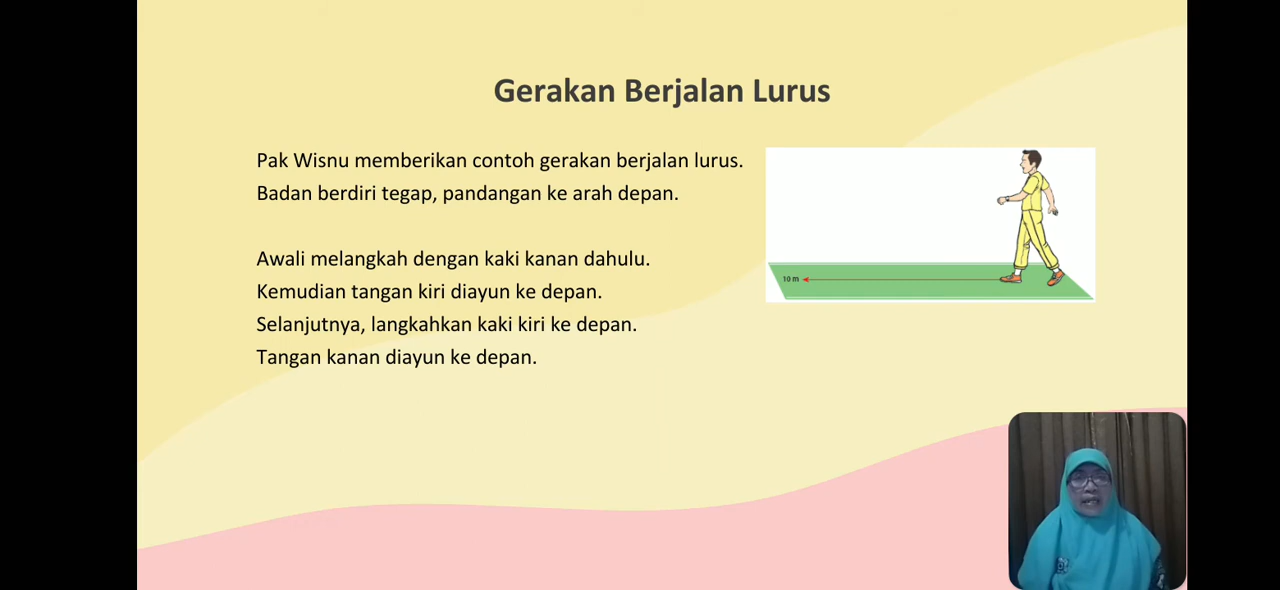 Gerakan Berjalan Lurus
Pak Wisnu memberikan contoh gerakan berjalan lurus.
Badan berdiri tegap, pandangan ke arah depan.
Awali melangkah dengan kaki kanan dahulu.
Kemudian tangan kiri diayun ke depan.
Selanjutnya, langkahkan kaki kiri ke depan.
Tangan kanan diayun ke depan.
10 m